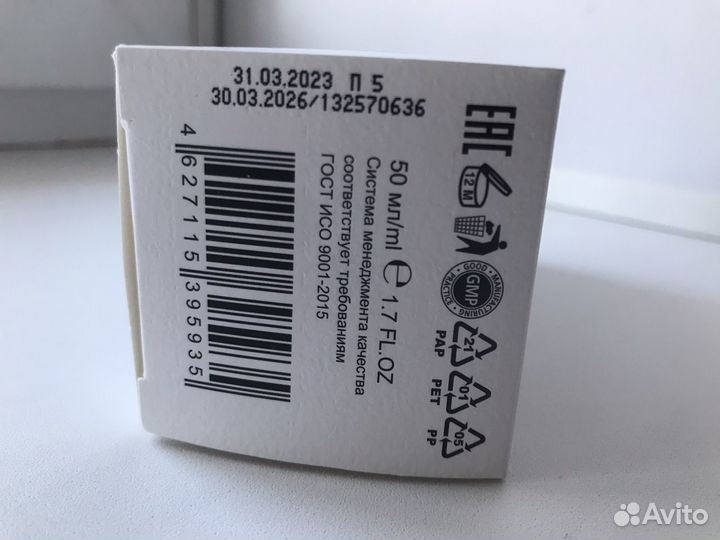 31.03.2023 П 5
30.03.2026/132570636
EAC
12 M
GOOD · MANUFACTURING · PRACTICE
GMP
50 мл/ml ℮ 1.7 FL.OZ
Система менеджмента качества
соответствует требованиям
ГОСТ ИСО 9001-2015
4 627115 395935
21
PAP
01
PET
05
PP
Avito